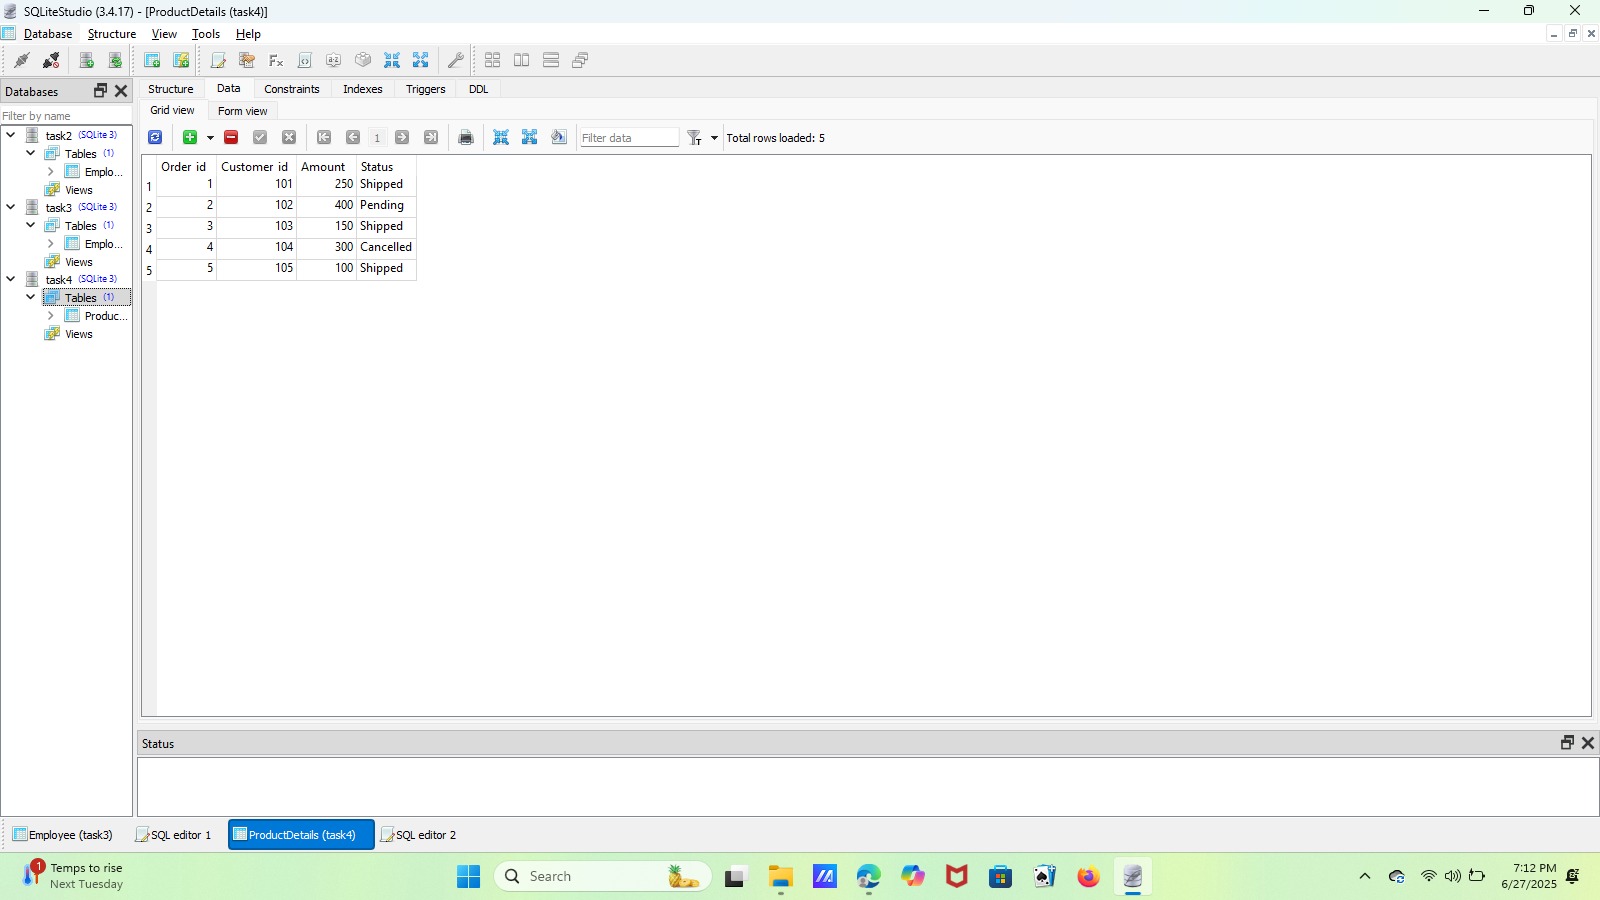 SQLiteStudio (3.4.17) - [ProductDetails (task4)]
Database Structure View Tools Help
Databases
Filter by name
task2 (SQLite 3)
Tables (1)
Emplo...
Views
task3 (SQLite 3)
Tables (1)
Emplo...
Views
task4 (SQLite 3)
Tables (1)
Produc...
Views
Structure Data Constraints Indexes Triggers DDL
Grid view Form view
1 Filter data Total rows loaded: 5
Order id Customer id Amount Status
1 1 101 250 Shipped
2 2 102 400 Pending
3 3 103 150 Shipped
4 4 104 300 Cancelled
5 5 105 100 Shipped
Status
Employee (task3) SQL editor 1 ProductDetails (task4) SQL editor 2
1 Temps to rise
Next Tuesday
Search
7:12 PM
6/27/2025